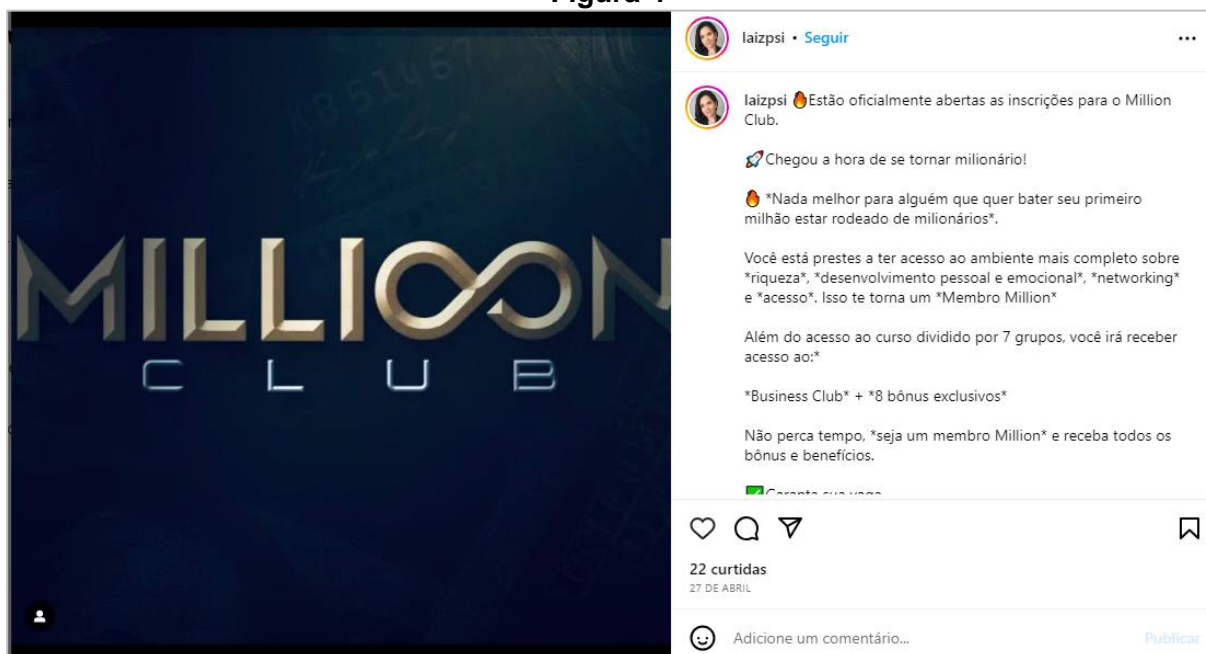 MILLION
CLUB
laizpsi • Seguir
laizpsi 🔥Estão oficialmente abertas as inscrições para o Million
Club.
🚀Chegou a hora de se tornar milionário!
🔥 *Nada melhor para alguém que quer bater seu primeiro
milhão estar rodeado de milionários*.
Você está prestes a ter acesso ao ambiente mais completo sobre
*riqueza*, *desenvolvimento pessoal e emocional*, *networking*
e *acesso*. Isso te torna um *Membro Million*
Além do acesso ao curso dividido por 7 grupos, você irá receber
acesso ao:*
*Business Club* + *8 bônus exclusivos*
Não perca tempo, *seja um membro Million* e receba todos os
bônus e benefícios.
✅Garanta sua vaga
22 curtidas
27 DE ABRIL
Adicione um comentário...
Publicar